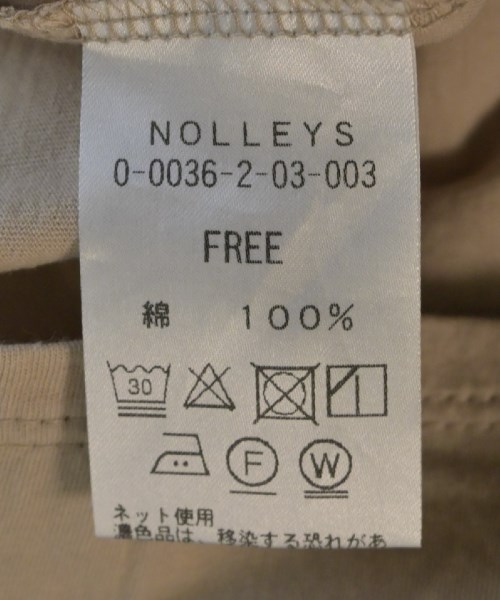 NOLLEYS
0-0036-2-03-003
FREE
綿 100%
30
F W
ネット使用
濃色品は、移染する恐れがあ